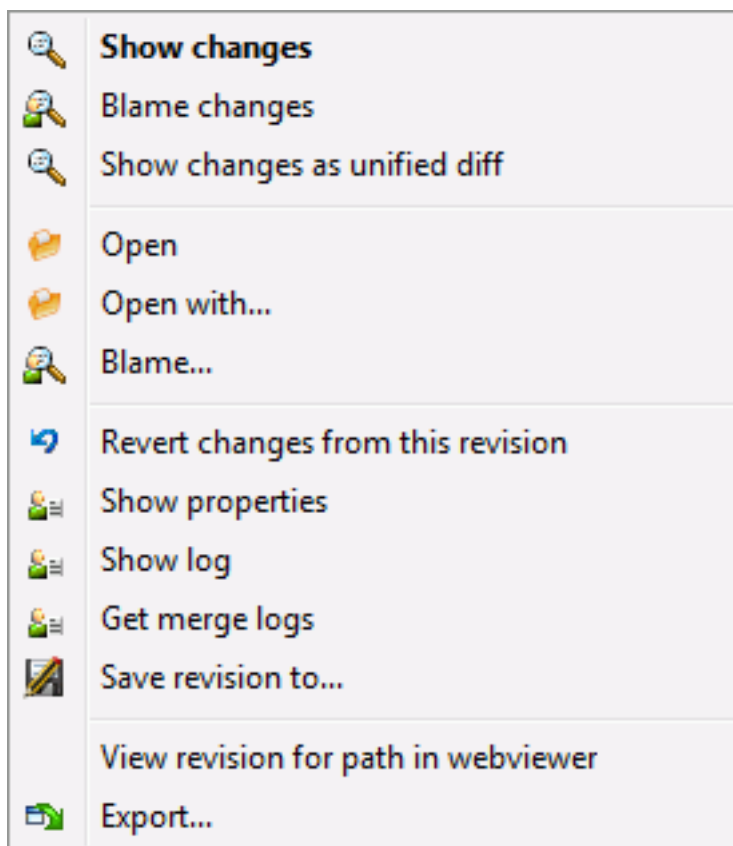 Show changes
Blame changes
Show changes as unified diff
Open
Open with...
Blame...
Revert changes from this revision
Show properties
Show log
Get merge logs
Save revision to...
View revision for path in webviewer
Export...